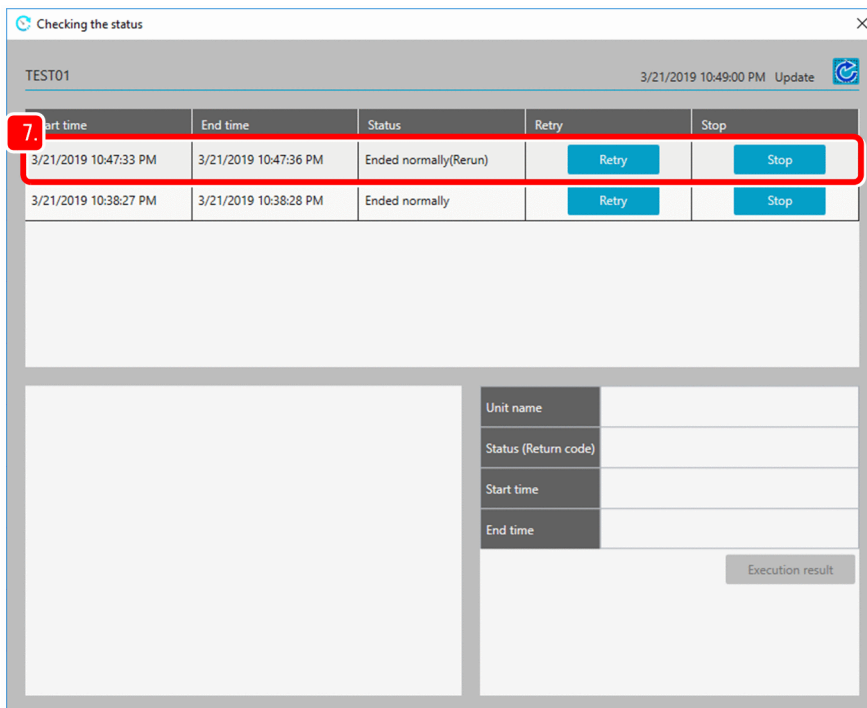 Checking the status
TEST01
3/21/2019 10:49:00 PM Update
7.
art time End time Status Retry Stop
3/21/2019 10:47:33 PM 3/21/2019 10:47:36 PM Ended normally(Rerun) Retry Stop
3/21/2019 10:38:27 PM 3/21/2019 10:38:28 PM Ended normally Retry Stop
Unit name
Status (Return code)
Start time
End time
Execution result